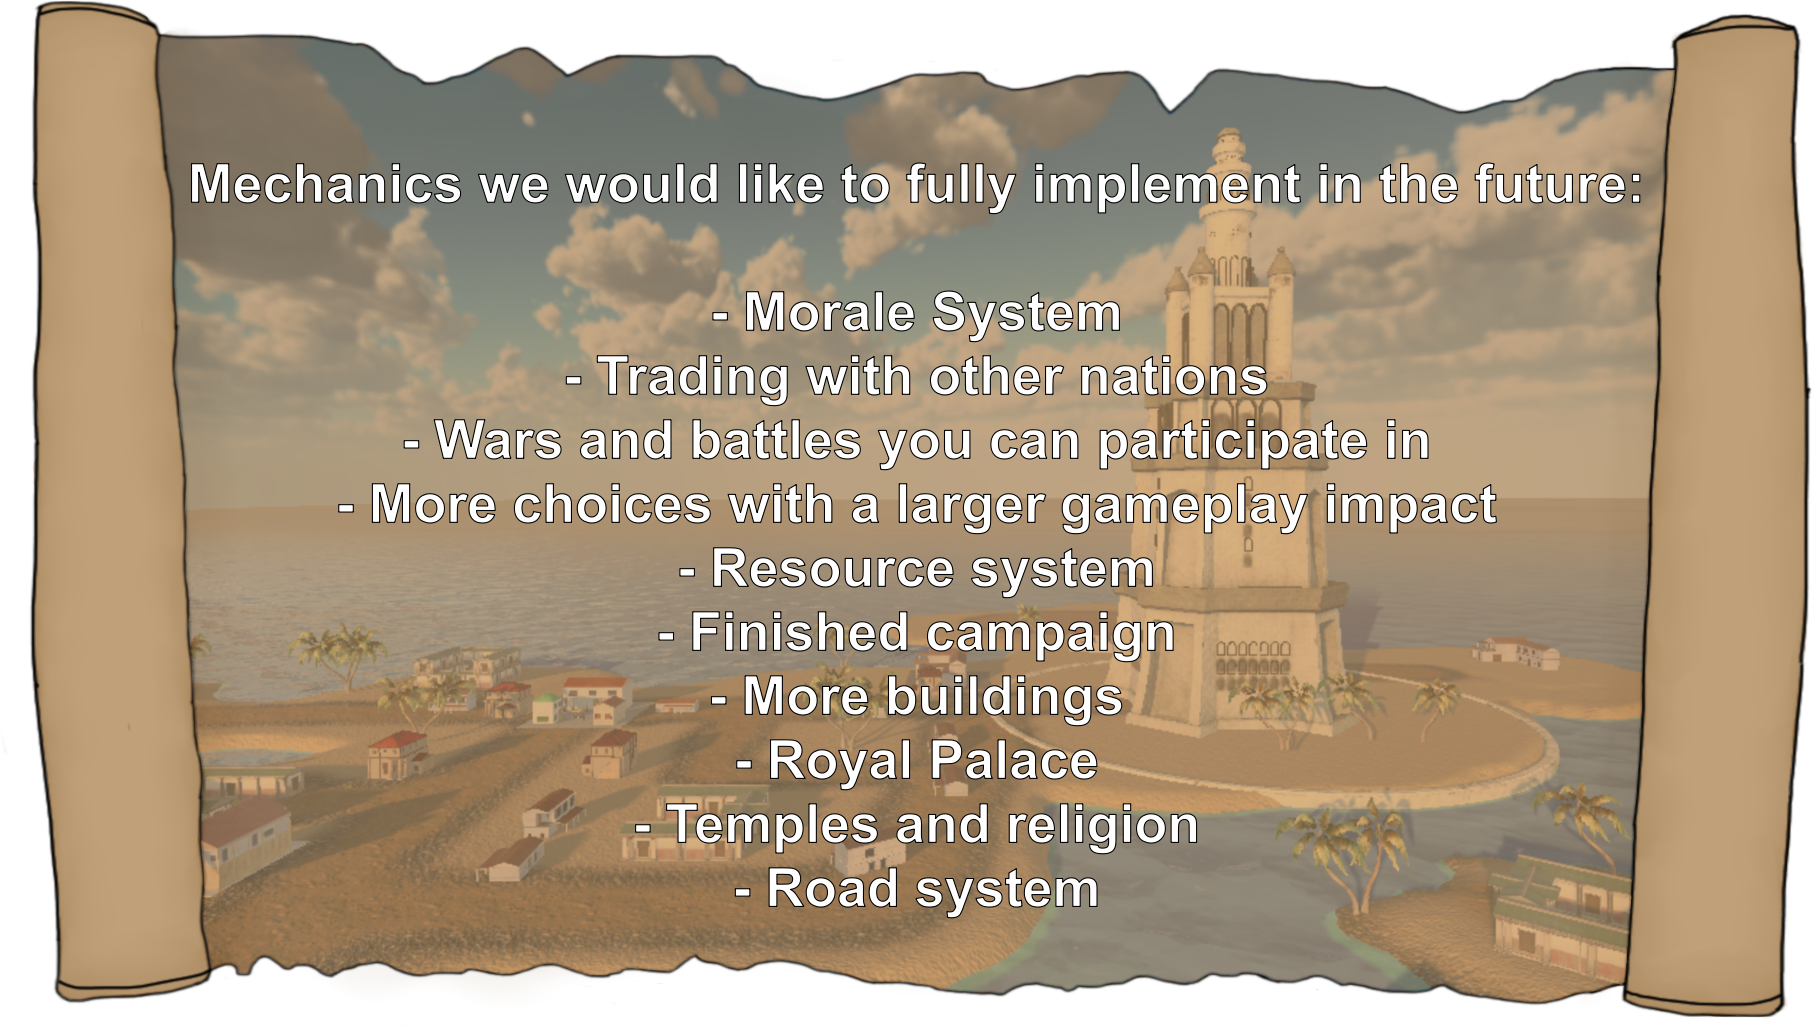 Mechanics we would like to fully implement in the future:
- Morale System
- Trading with other nations
- Wars and battles you can participate in
- More choices with a larger gameplay impact
- Resource system
- Finished campaign
- More buildings
- Royal Palace
- Temples and religion
- Road system